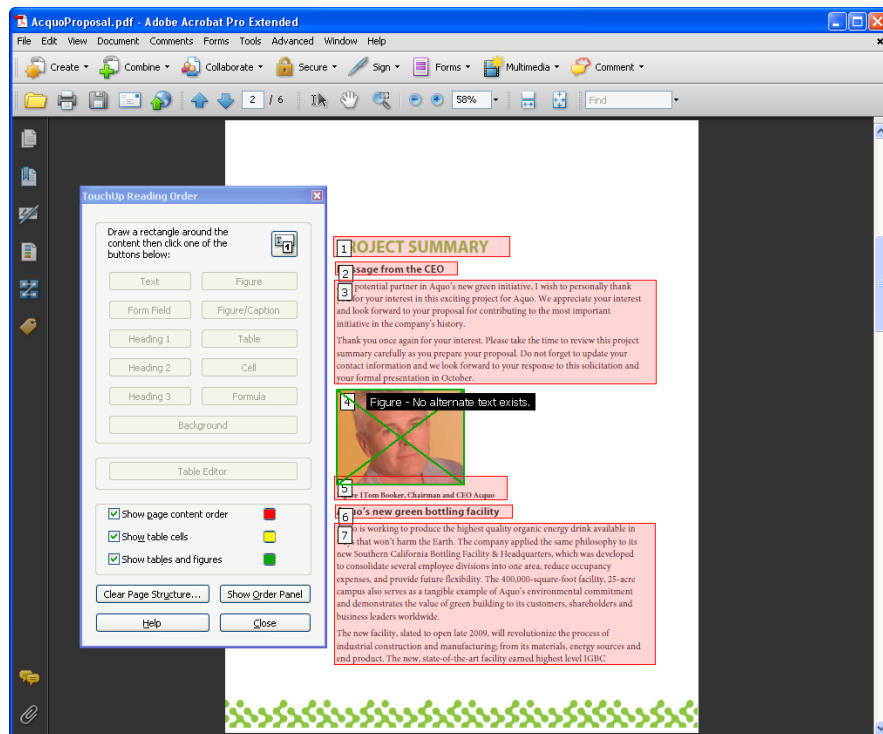 AcquoProposal.pdf - Adobe Acrobat Pro Extended
File Edit View Document Comments Forms Tools Advanced Window Help
Create Combine Collaborate Secure Sign Forms Multimedia Comment
2 / 6 58% Find
TouchUp Reading Order
Draw a rectangle around the
content then click one of the
buttons below:
Text Figure
Form Field Figure/Caption
Heading 1 Table
Heading 2 Cell
Heading 3 Formula
Background
Table Editor
Show page content order
Show table cells
Show tables and figures
Clear Page Structure... Show Order Panel
Help Close
1 ROJECT SUMMARY
2 ssage from the CEO
3 potential partner in Aquo's new green initiative, I wish to personally thank
for your interest in this exciting project for Aquo. We appreciate your interest
and look forward to your proposal for contributing to the most important
initiative in the company's history.
Thank you once again for your interest. Please take the time to review this project
summary carefully as you prepare your proposal. Do not forget to update your
contact information and we look forward to your response to this solicitation and
your formal presentation in October.
4 Figure - No alternate text exists.
5
re 1Tom Booker, Chairman and CEO Acquo
6 uo's new green bottling facility
7 o is working to produce the highest quality organic energy drink available in
s that won't harm the Earth. The company applied the same philosophy to its
new Southern California Bottling Facility & Headquarters, which was developed
to consolidate several employee divisions into one area, reduce occupancy
expenses, and provide future flexibility. The 400,000-square-foot facility, 25-acre
campus also serves as a tangible example of Aquo's environmental commitment
and demonstrates the value of green building to its customers, shareholders and
business leaders worldwide.
The new facility, slated to open late 2009, will revolutionize the process of
industrial construction and manufacturing; from its materials, energy sources and
end product. The new, state-of-the-art facility earned highest level IGBC